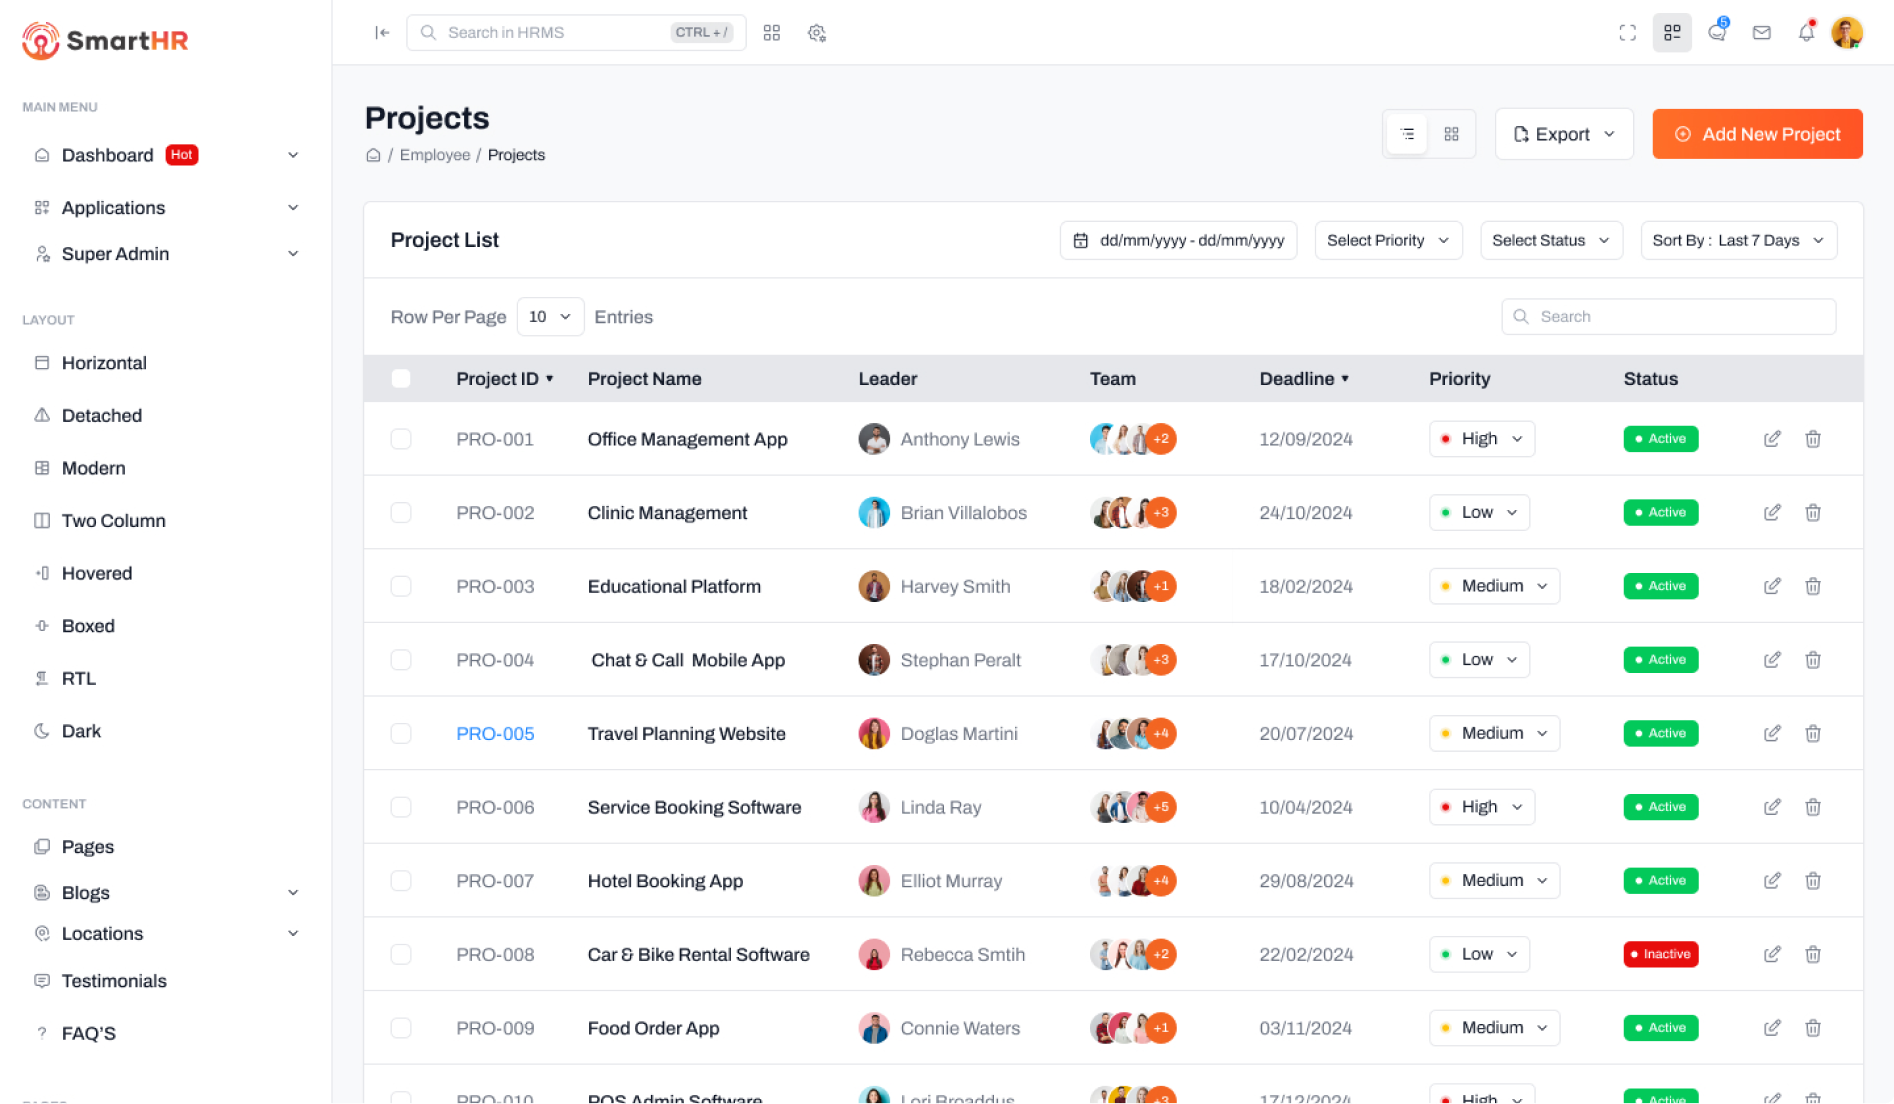 SmartHR
Search in HRMS CTRL + /
5
MAIN MENU
Dashboard Hot
Applications
Super Admin
LAYOUT
Horizontal
Detached
Modern
Two Column
Hovered
Boxed
RTL
Dark
CONTENT
Pages
Blogs
Locations
Testimonials
? FAQ'S
Projects
/ Employee / Projects
Export
Add New Project
Project List
dd/mm/yyyy - dd/mm/yyyy Select Priority Select Status Sort By : Last 7 Days
Row Per Page 10 Entries
Search
Project ID Project Name Leader Team Deadline Priority Status
PRO-001 Office Management App Anthony Lewis +2 12/09/2024 High Active
PRO-002 Clinic Management Brian Villalobos +3 24/10/2024 Low Active
PRO-003 Educational Platform Harvey Smith +1 18/02/2024 Medium Active
PRO-004 Chat & Call Mobile App Stephan Peralt +3 17/10/2024 Low Active
PRO-005 Travel Planning Website Doglas Martini +4 20/07/2024 Medium Active
PRO-006 Service Booking Software Linda Ray +5 10/04/2024 High Active
PRO-007 Hotel Booking App Elliot Murray +4 29/08/2024 Medium Active
PRO-008 Car & Bike Rental Software Rebecca Smtih +2 22/02/2024 Low Inactive
PRO-009 Food Order App Connie Waters +1 03/11/2024 Medium Active
PRO-010 POS Admin Software Lori Broaddus +3 17/12/2024 High Active